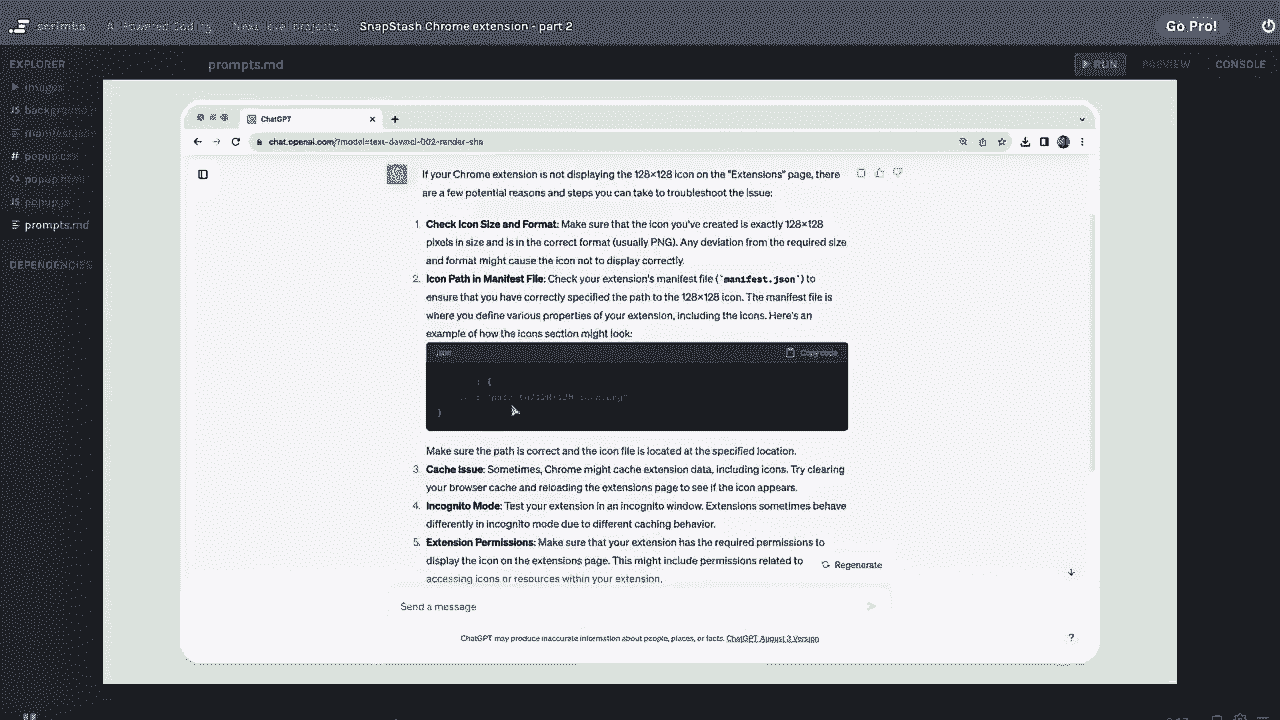 scrimba
AI-Powered Coding
Next-level projects
SnapStash Chrome extension - part 2
Go Pro!
EXPLORER
prompts.md
RUN
PREVIEW
CONSOLE
images
background
manifest.json
popup.css
popup.html
popup.js
prompts.md
DEPENDENCIES
ChatGPT
If your Chrome extension is not displaying the 128×128 icon on the "Extensions" page, there
are a few potential reasons and steps you can take to troubleshoot the issue:
1. Check Icon Size and Format: Make sure that the icon you've created is exactly 128×128
pixels in size and is in the correct format (usually PNG). Any deviation from the required size
and format might cause the icon not to display correctly.
2. Icon Path in Manifest File: Check your extension's manifest file (`manifest.json`) to
ensure that you have correctly specified the path to the 128×128 icon. The manifest file is
where you define various properties of your extension, including the icons. Here's an
example of how the icons section might look:
json
Copy code
: {
}
Make sure the path is correct and the icon file is located at the specified location.
3. Cache Issue: Sometimes, Chrome might cache extension data, including icons. Try clearing
your browser cache and reloading the extensions page to see if the icon appears.
4. Incognito Mode: Test your extension in an incognito window. Extensions sometimes behave
differently in incognito mode due to different caching behavior.
5. Extension Permissions: Make sure that your extension has the required permissions to
display the icon on the extensions page. This might include permissions related to
accessing icons or resources within your extension.
Regenerate
Send a message
ChatGPT may produce inaccurate information about people, places, or facts. ChatGPT August 3 Version
?